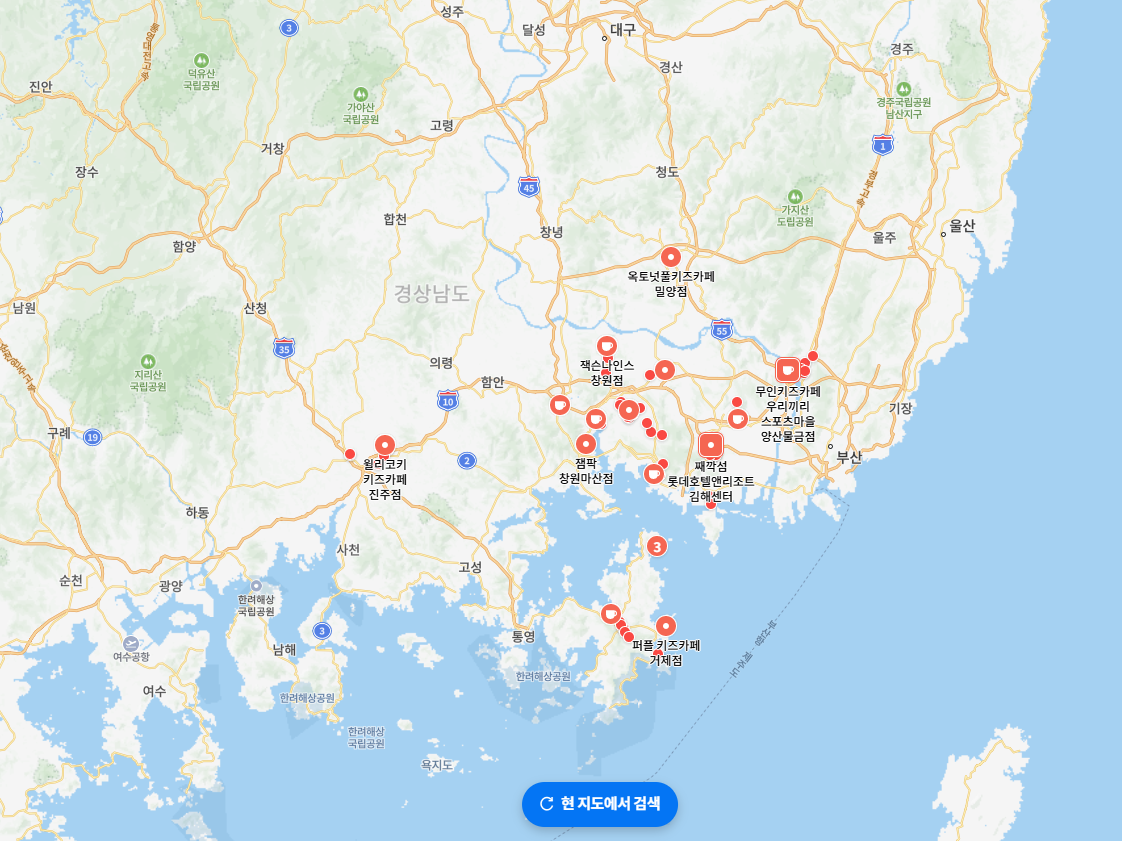 성주
3
달성
대구
경주
덕유산
국립공원
경산
진안
가야산
국립공원
경주국립공원
남산지구
고령
거창
1
장수
청도
45
경부고속
가지산
도립공원
합천
창녕
울산
울주
함양
옥토넛풀키즈카페
밀양점
경상남도
산청
남원
55
35
잭슨나인스
창원점
의령
지리산
국립공원
함안
무인키즈카페
우리끼리
스포츠마을
양산물금점
10
기장
구례
19
부산
2
윌리코키
키즈카페
진주점
잼팍
창원마산점
째깍섬
롯데호텔앤리조트
김해센터
하동
사천
3
고성
순천
광양
한려해상
국립공원
3
통영
남해
여수공항
퍼플 키즈카페
거제점
부산항-제주도
한려해상공원
여수
한려해상공원
한려해상
국립공원
욕지도
현 지도에서 검색